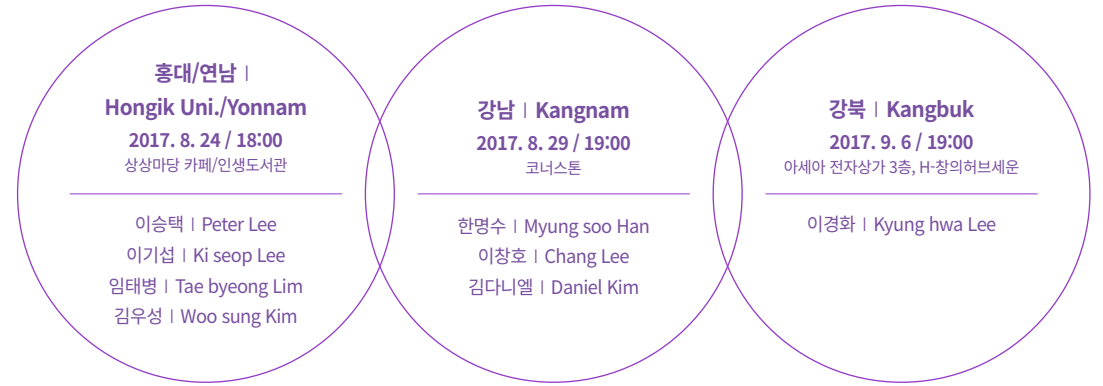 홍대/연남 |
Hongik Uni./Yonnam
2017. 8. 24 / 18:00
상상마당 카페/인생도서관
이승택 | Peter Lee
이기섭 | Ki seop Lee
임태병 | Tae byeong Lim
김우성 | Woo sung Kim
강남 | Kangnam
2017. 8. 29 / 19:00
코너스톤
한명수 | Myung soo Han
이창호 | Chang Lee
김다니엘 | Daniel Kim
강북 | Kangbuk
2017. 9. 6 / 19:00
아세아 전자상가 3층, H-창의허브세운
이경화 | Kyung hwa Lee